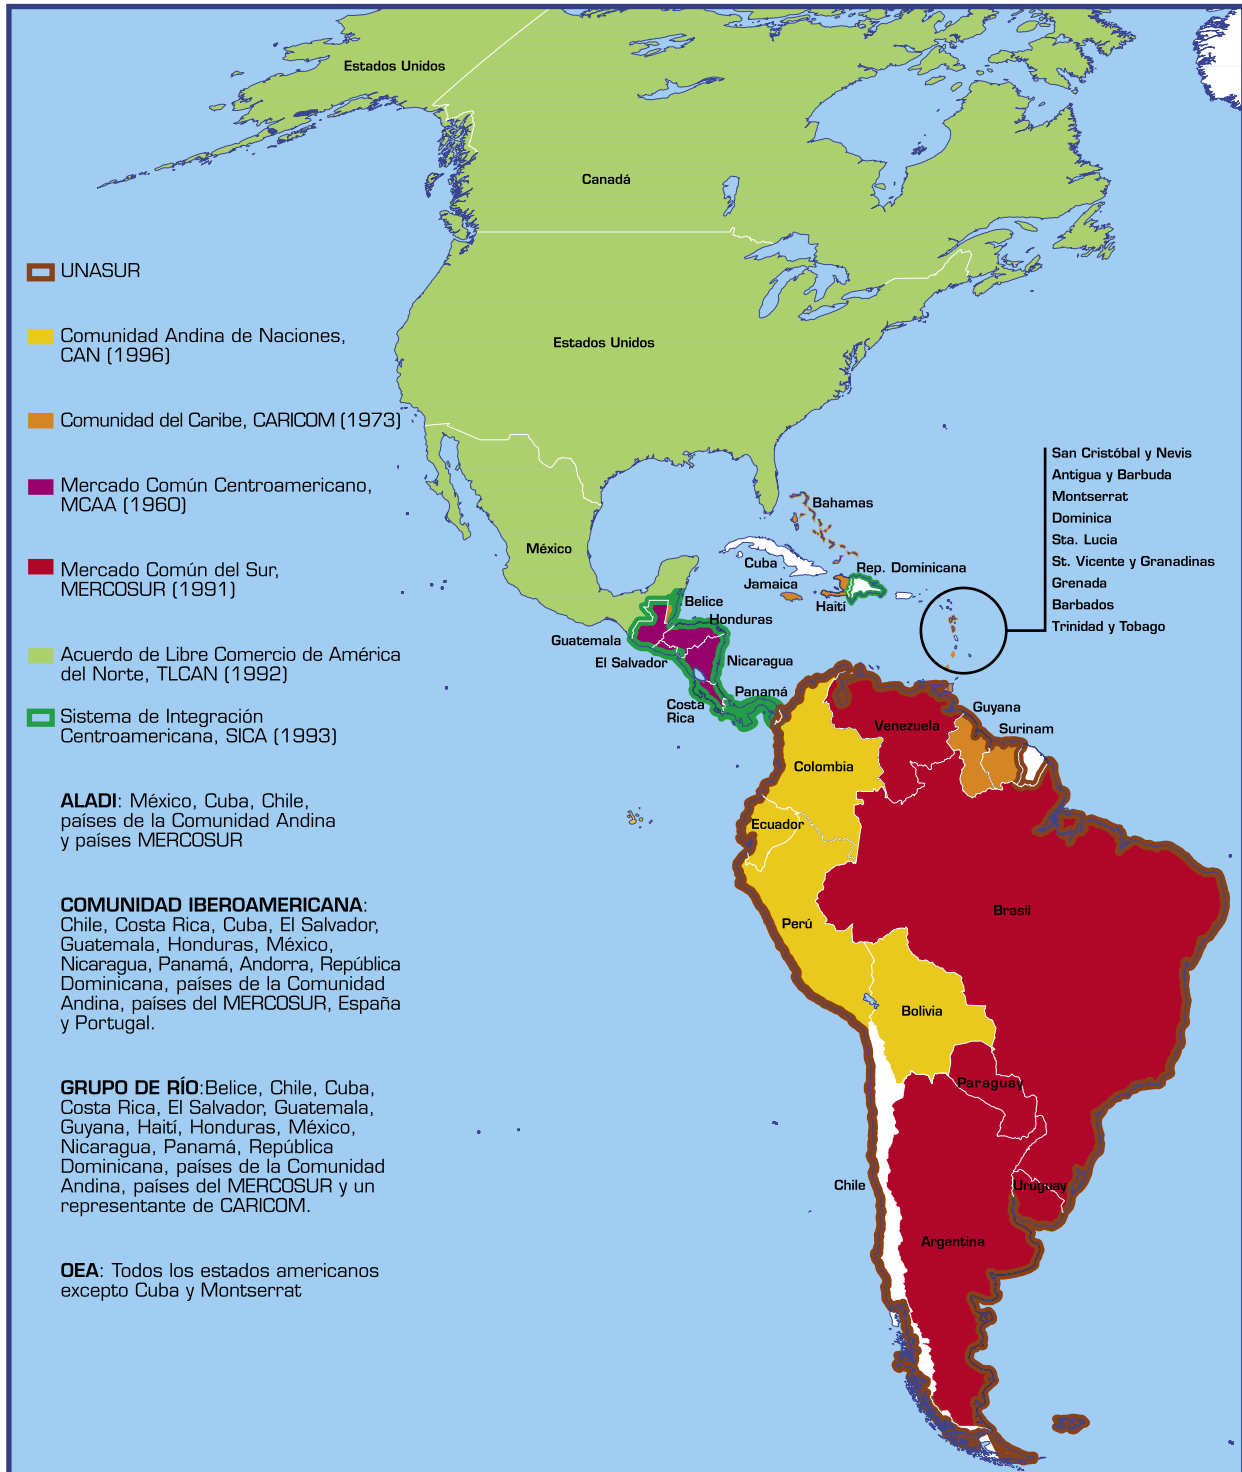 Estados Unidos
Canadá
Estados Unidos
México
UNASUR
Comunidad Andina de Naciones,
CAN (1996)
Comunidad del Caribe, CARICOM (1973)
Mercado Común Centroamericano,
MCAA (1960)
Mercado Común del Sur,
MERCOSUR (1991)
Acuerdo de Libre Comercio de América
del Norte, TLCAN (1992)
Sistema de Integración
Centroamericana, SICA (1993)
ALADI: México, Cuba, Chile,
países de la Comunidad Andina
y países MERCOSUR
COMUNIDAD IBEROAMERICANA:
Chile, Costa Rica, Cuba, El Salvador,
Guatemala, Honduras, México,
Nicaragua, Panamá, Andorra, República
Dominicana, países de la Comunidad
Andina, países del MERCOSUR, España
y Portugal.
GRUPO DE RÍO:Belice, Chile, Cuba,
Costa Rica, El Salvador, Guatemala,
Guyana, Haití, Honduras, México,
Nicaragua, Panamá, República
Dominicana, países de la Comunidad
Andina, países del MERCOSUR y un
representante de CARICOM.
OEA: Todos los estados americanos
excepto Cuba y Montserrat
Bahamas
Cuba
Jamaica
Rep. Dominicana
Haití
Belice
Honduras
Guatemala
El Salvador
Nicaragua
Panamá
Costa
Rica
San Cristóbal y Nevis
Antigua y Barbuda
Montserrat
Dominica
Sta. Lucia
St. Vicente y Granadinas
Grenada
Barbados
Trinidad y Tobago
Guyana
Surinam
Venezuela
Colombia
Ecuador
Perú
Brasil
Bolivia
Paraguay
Chile
Uruguay
Argentina